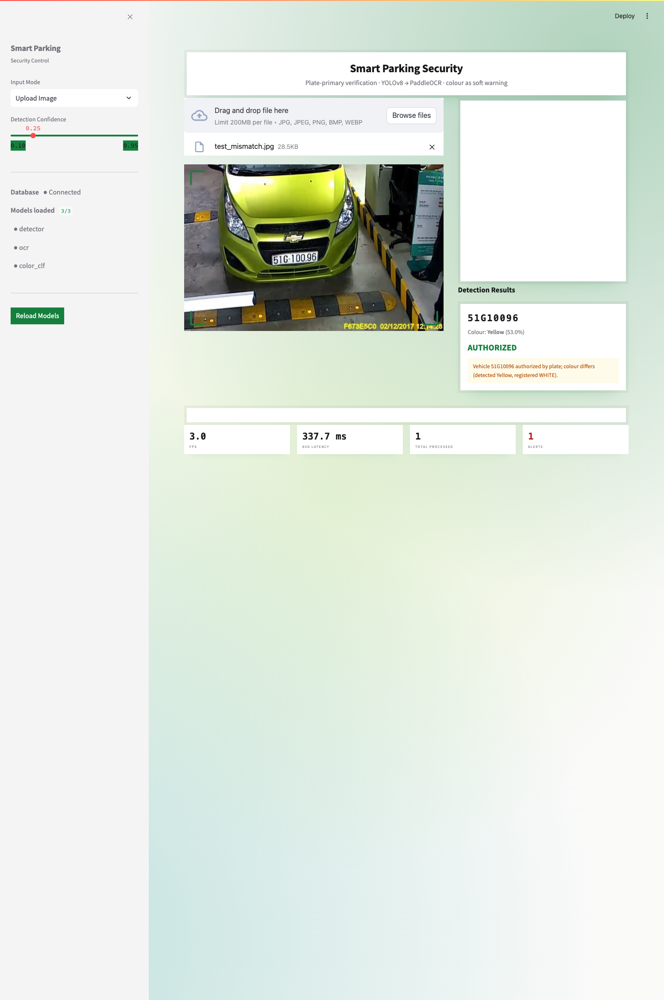 Deploy
Smart Parking
Security Control
Input Mode
Upload Image
Detection Confidence
0.25
0.10
0.95
Database ● Connected
Models loaded 3/3
● detector
● ocr
● color_clf
Reload Models
Smart Parking Security
Plate-primary verification · YOLOv8 → PaddleOCR · colour as soft warning
Drag and drop file here
Limit 200MB per file • JPG, JPEG, PNG, BMP, WEBP
Browse files
test_mismatch.jpg 28.5KB
51G-100.96
F673E5C0 02/12/2017 12:14:28
Detection Results
51G10096
Colour: Yellow (53.0%)
AUTHORIZED
Vehicle 51G10096 authorized by plate; colour differs
(detected Yellow, registered WHITE).
3.0
FPS
337.7 ms
AVG LATENCY
1
TOTAL PROCESSED
1
ALERTS